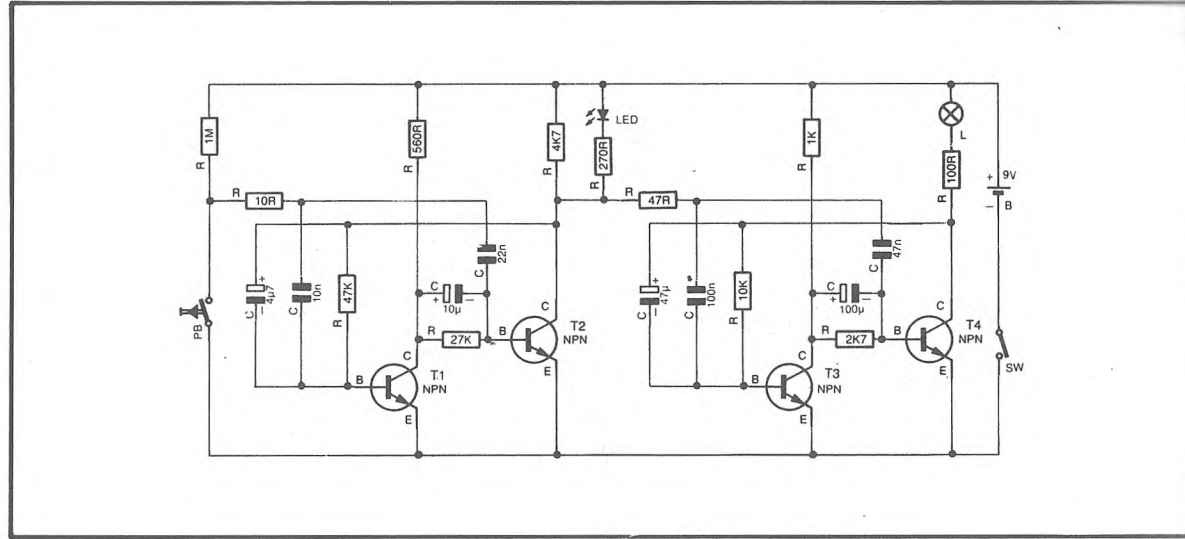 1M
R
560R
R
4K7
R
LED
270R
R
1K
R
L
100R
R
+ 9V
− B
R
10R
R
47R
22n
C
47n
C
+
4µ7
C −
10n
C
47K
R
C
+ 10µ −
R
27K
B
C
T2
NPN
E
PB
B
C
T.1
NPN
E
+
47µ
C −
100n
C
10K
R
C
+ 100µ −
R
2K7
B
C
T4
NPN
E
SW
B
C
T3
NPN
E